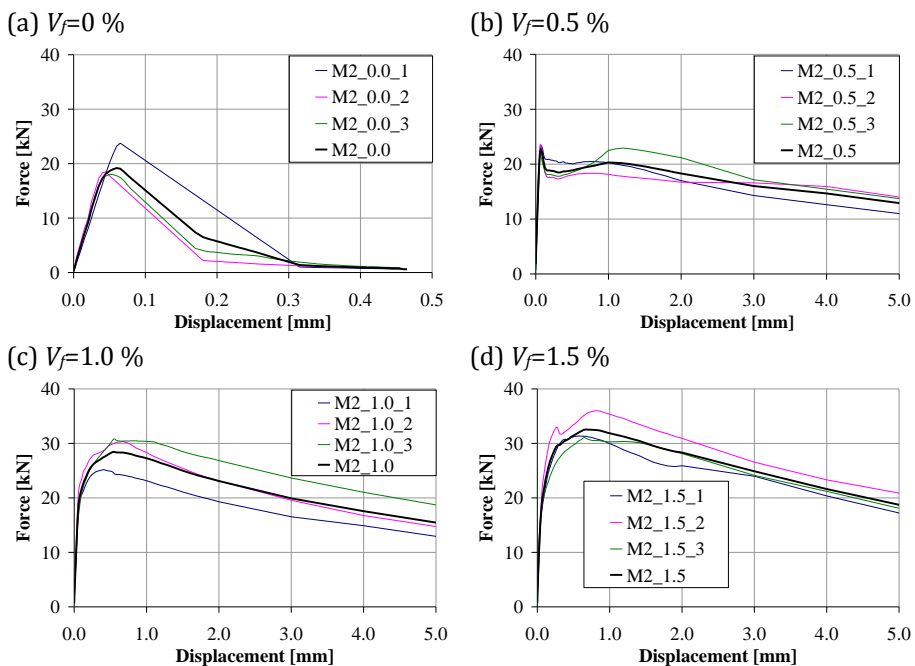 (a) V_f=0 %
40
30
20
10
0
Force [kN]
0.0 0.1 0.2 0.3 0.4 0.5
Displacement [mm]
M2_0.0_1
M2_0.0_2
M2_0.0_3
M2_0.0
(b) V_f=0.5 %
40
30
20
10
0
Force [kN]
0.0 1.0 2.0 3.0 4.0 5.0
Displacement [mm]
M2_0.5_1
M2_0.5_2
M2_0.5_3
M2_0.5
(c) V_f=1.0 %
40
30
20
10
0
Force [kN]
0.0 1.0 2.0 3.0 4.0 5.0
Displacement [mm]
M2_1.0_1
M2_1.0_2
M2_1.0_3
M2_1.0
(d) V_f=1.5 %
40
30
20
10
0
Force [kN]
0.0 1.0 2.0 3.0 4.0 5.0
Displacement [mm]
M2_1.5_1
M2_1.5_2
M2_1.5_3
M2_1.5